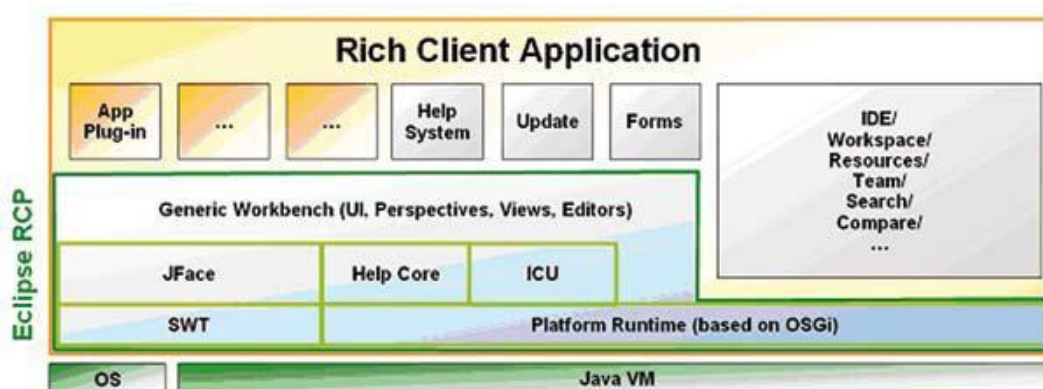 Rich Client Application
App
Plug-in
...
...
Help
System
Update
Forms
IDE/
Workspace/
Resources/
Team/
Search/
Compare/
...
Eclipse RCP
Generic Workbench (UI, Perspectives, Views, Editors)
JFace
Help Core
ICU
SWT
Platform Runtime (based on OSGi)
OS
Java VM